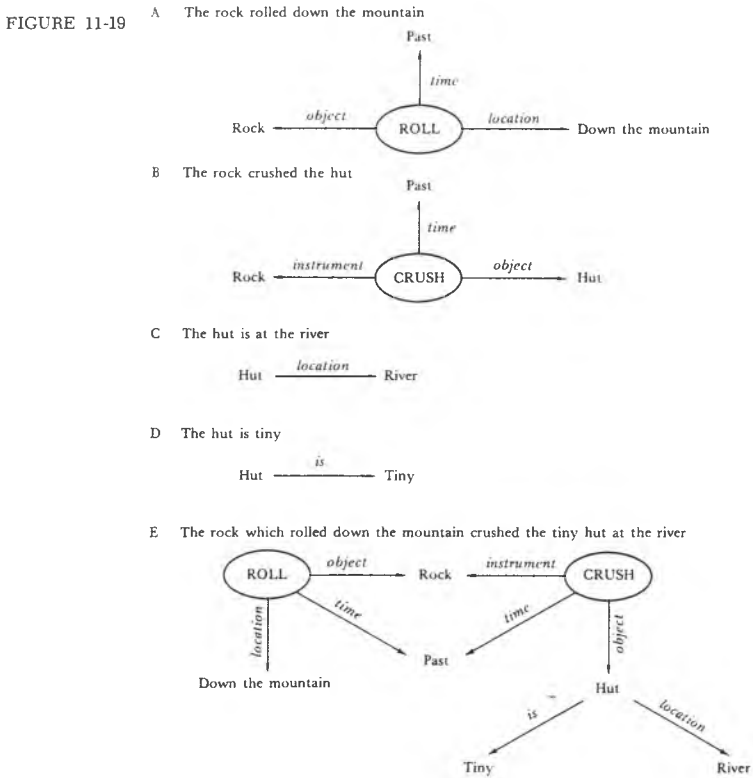 FIGURE 11-19
A The rock rolled down the mountain
Past
time
Rock object ROLL location Down the mountain
B The rock crushed the hut
Past
time
Rock instrument CRUSH object Hut
C The hut is at the river
Hut location River
D The hut is tiny
Hut is Tiny
E The rock which rolled down the mountain crushed the tiny hut at the river
ROLL object Rock instrument CRUSH
location time time object
Past
Down the mountain
Hut
is location
Tiny River